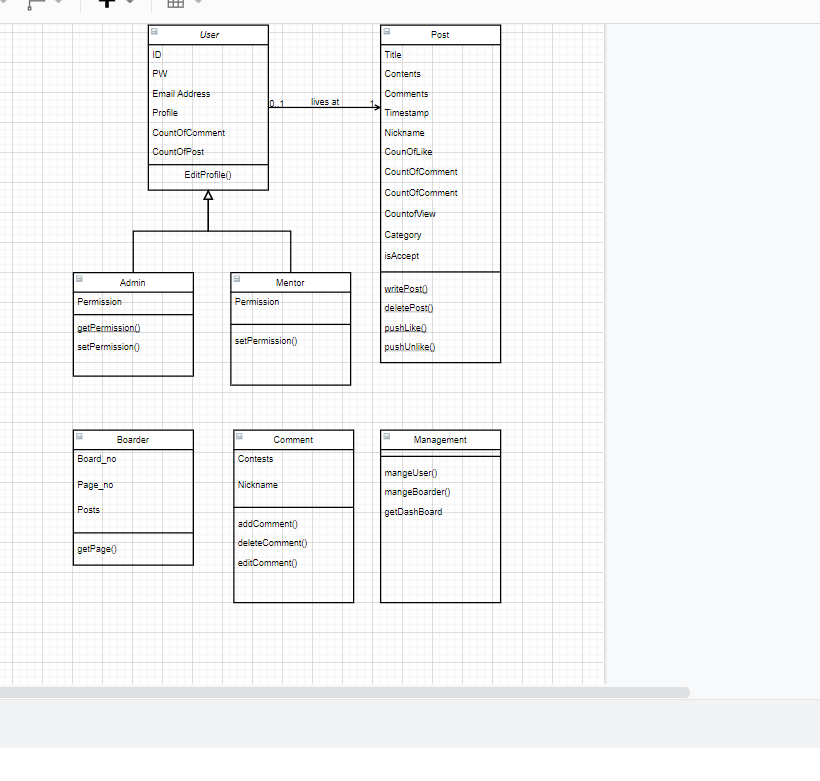 User
ID
PW
Email Address
Profile
CountOfComment
CountOfPost
EditProfile()
0..1 lives at 1
Post
Title
Contents
Comments
Timestamp
Nickname
CounOfLike
CountOfComment
CountOfComment
CountofView
Category
isAccept
writePost()
deletePost()
pushLike()
pushUnlike()
Admin
Permission
getPermission()
setPermission()
Mentor
Permission
setPermission()
Boarder
Board_no
Page_no
Posts
getPage()
Comment
Contests
Nickname
addComment()
deleteComment()
editComment()
Management
mangeUser()
mangeBoarder()
getDashBoard